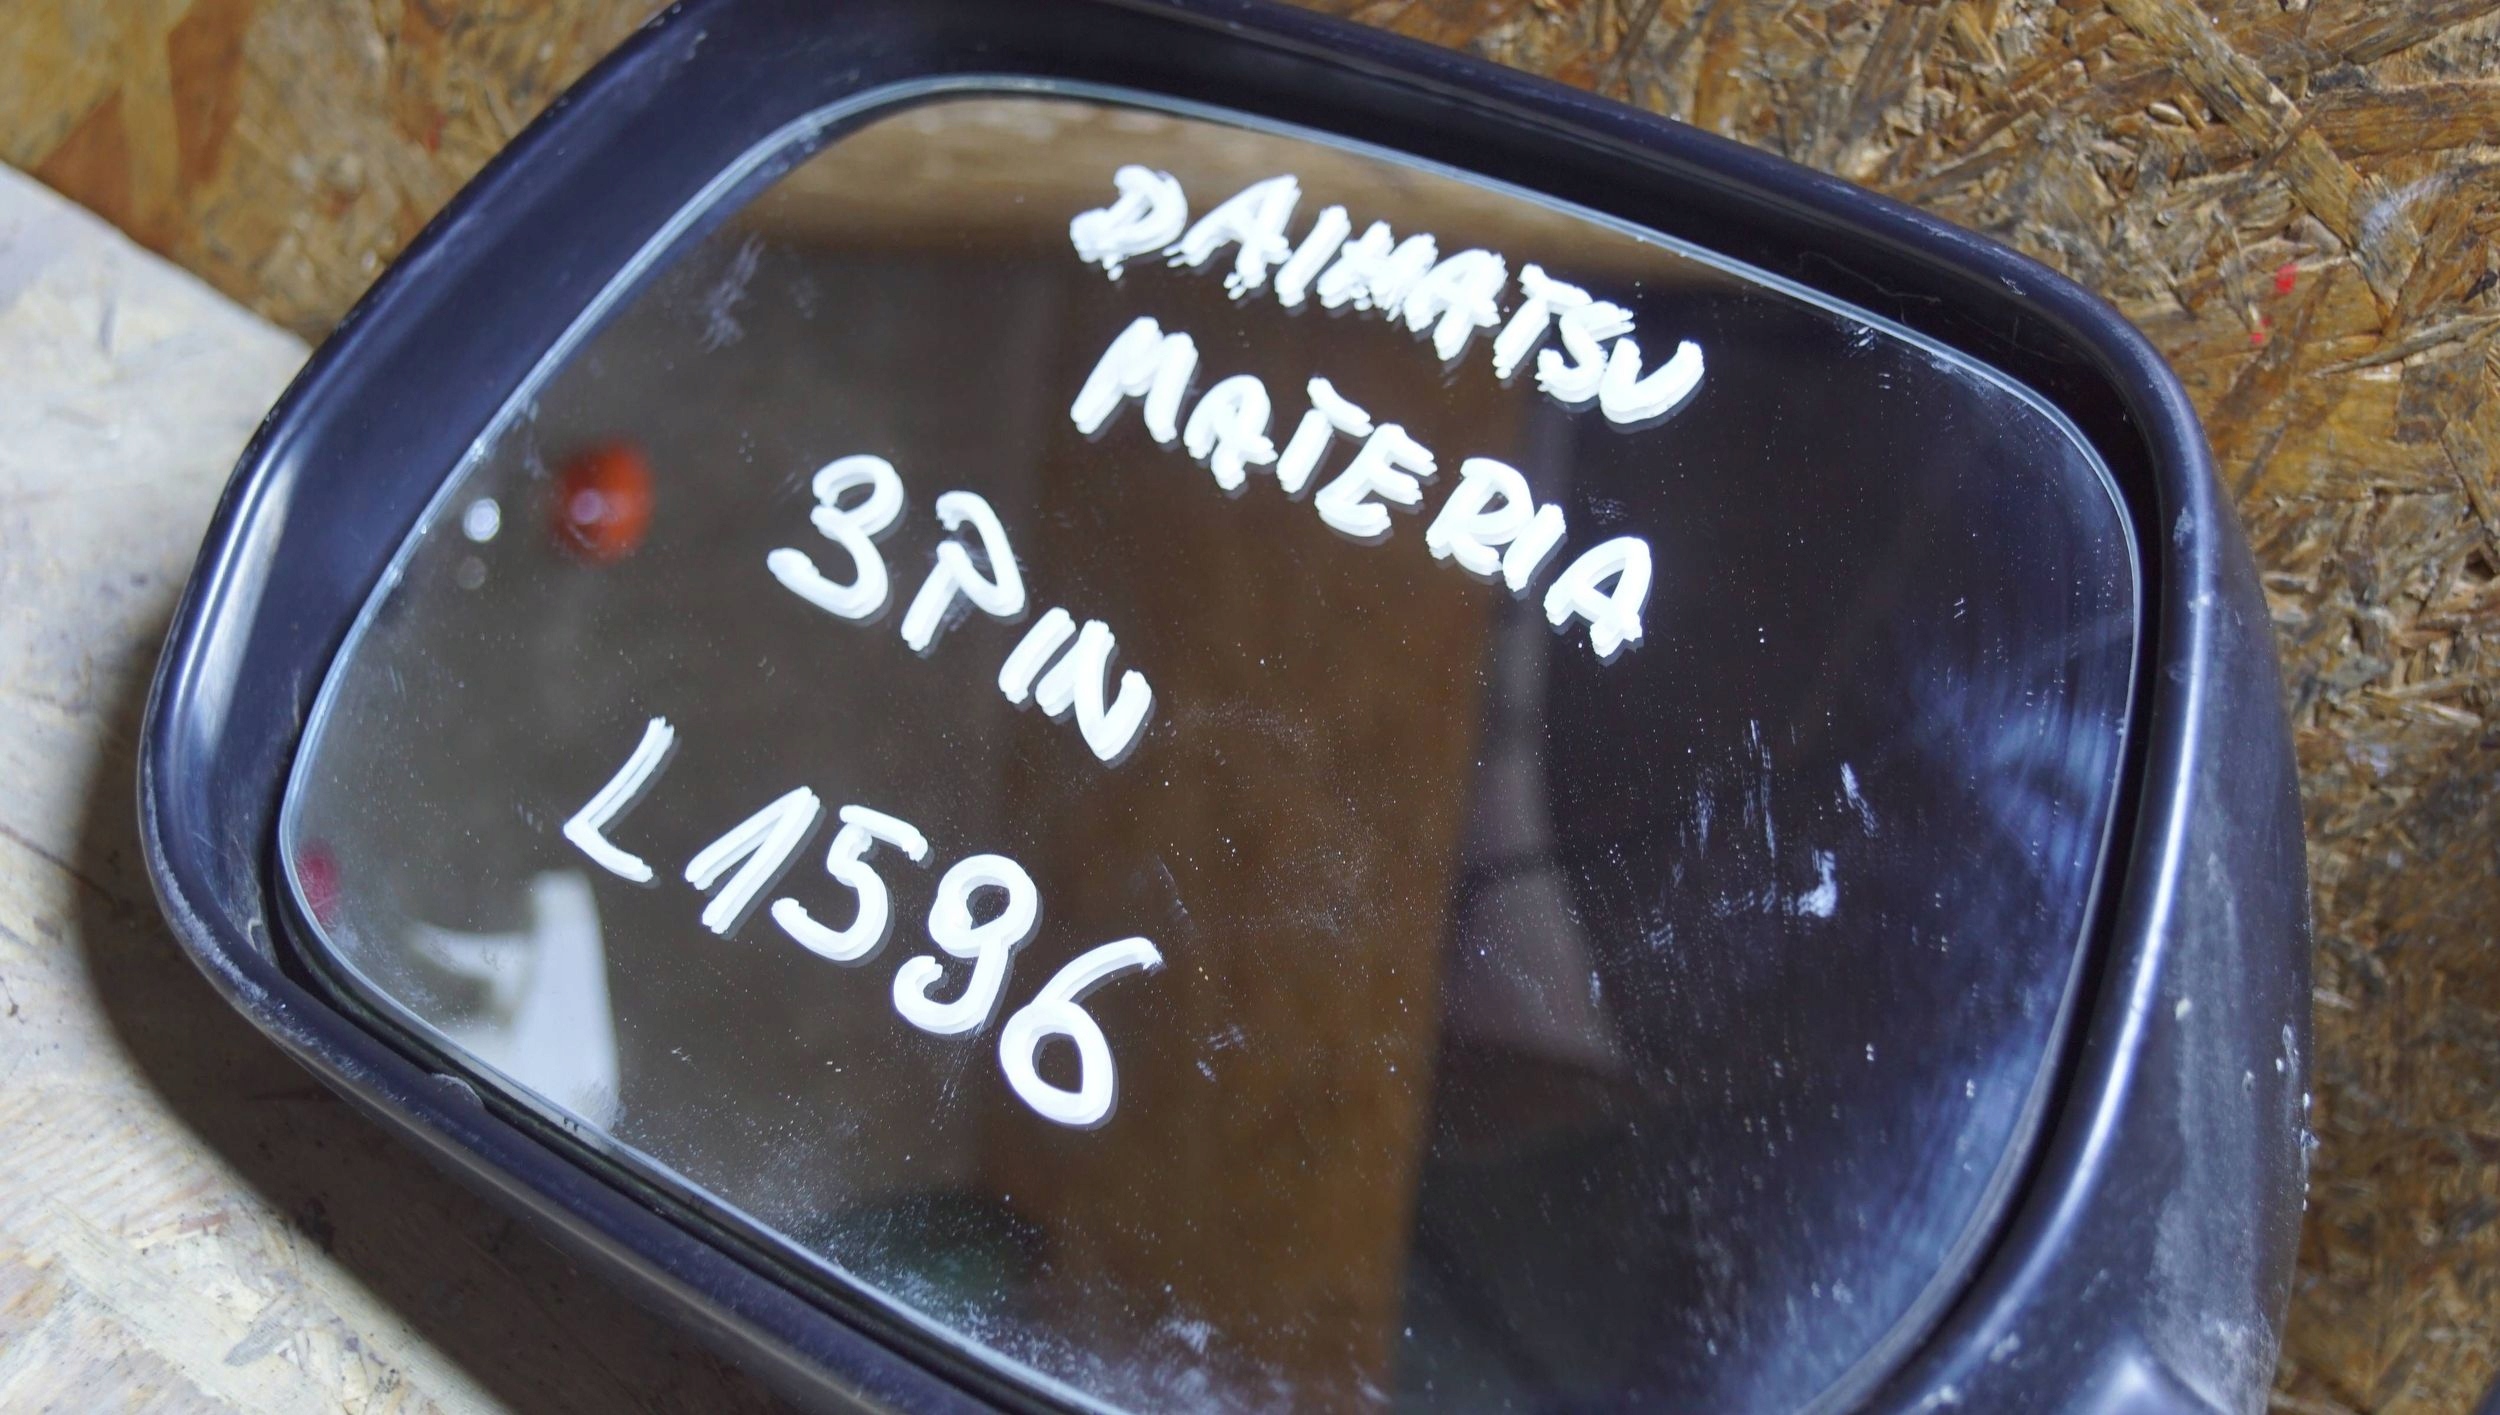 DAIHATSU
MATERIA
3PIN
L1596